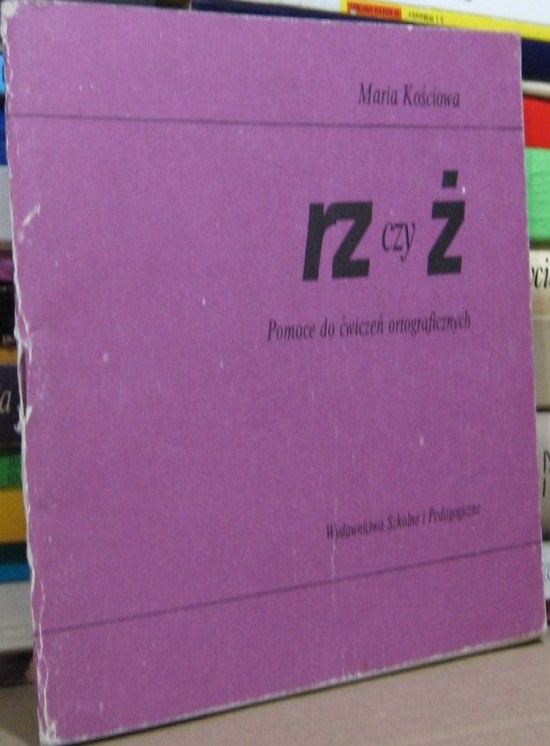 Maria Kościowa
rz czy ż
Pomoce do ćwiczeń ortograficznych
Wydawnictwa Szkolne i Pedagogiczne